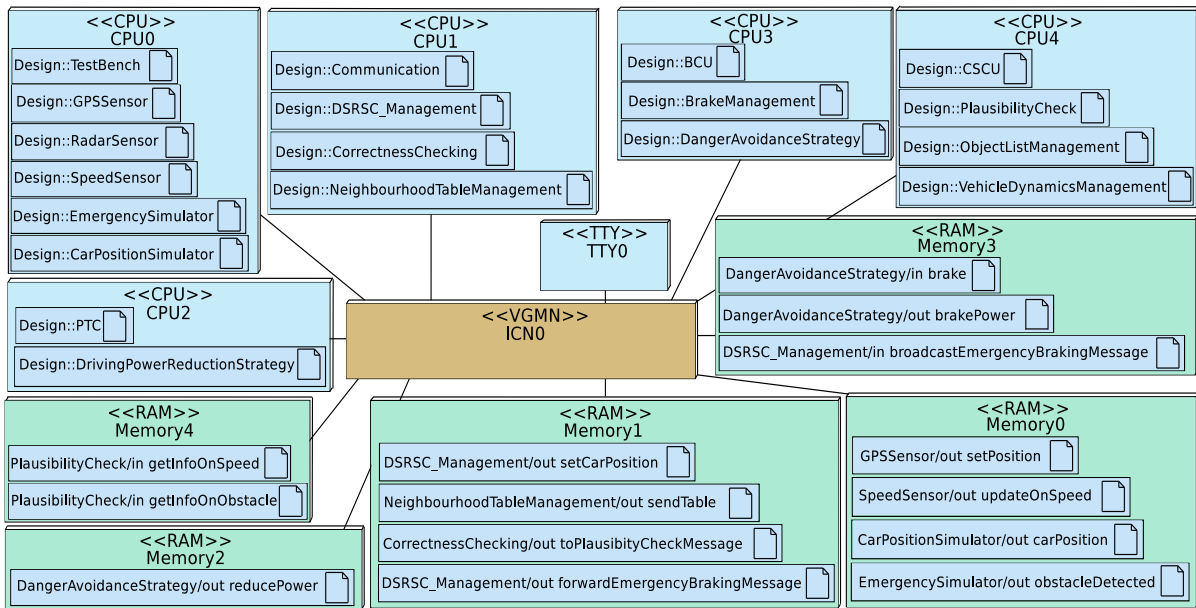 <<CPU>>
CPU0
Design::TestBench
Design::GPSSensor
Design::RadarSensor
Design::SpeedSensor
Design::EmergencySimulator
Design::CarPositionSimulator
<<CPU>>
CPU1
Design::Communication
Design::DSRSC_Management
Design::CorrectnessChecking
Design::NeighbourhoodTableManagement
<<CPU>>
CPU3
Design::BCU
Design::BrakeManagement
Design::DangerAvoidanceStrategy
<<CPU>>
CPU4
Design::CSCU
Design::PlausibilityCheck
Design::ObjectListManagement
Design::VehicleDynamicsManagement
<<TTY>>
TTY0
<<RAM>>
Memory3
DangerAvoidanceStrategy/in brake
DangerAvoidanceStrategy/out brakePower
DSRSC_Management/in broadcastEmergencyBrakingMessage
<<CPU>>
CPU2
Design::PTC
Design::DrivingPowerReductionStrategy
<<VGMN>>
ICN0
<<RAM>>
Memory4
PlausibilityCheck/in getInfoOnSpeed
PlausibilityCheck/in getInfoOnObstacle
<<RAM>>
Memory1
DSRSC_Management/out setCarPosition
NeighbourhoodTableManagement/out sendTable
CorrectnessChecking/out toPlausibityCheckMessage
DSRSC_Management/out forwardEmergencyBrakingMessage
<<RAM>>
Memory0
GPSSensor/out setPosition
SpeedSensor/out updateOnSpeed
CarPositionSimulator/out carPosition
EmergencySimulator/out obstacleDetected
<<RAM>>
Memory2
DangerAvoidanceStrategy/out reducePower